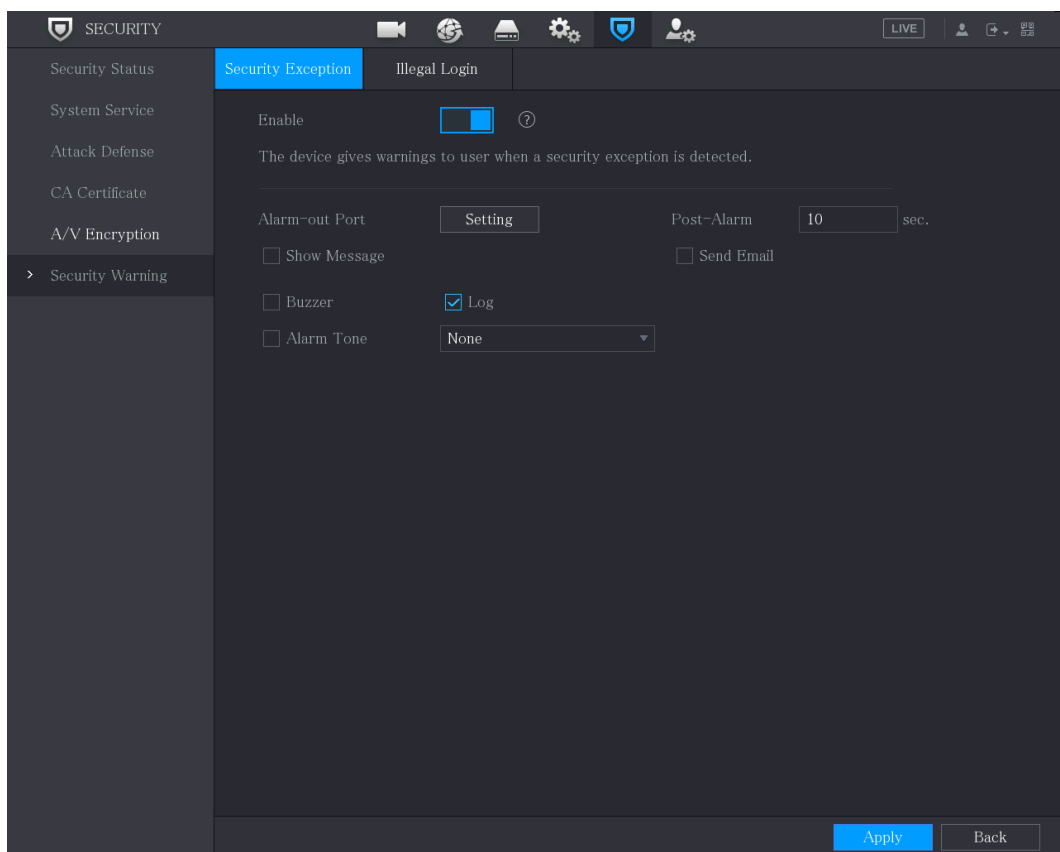 SECURITY
LIVE
Security Status
System Service
Attack Defense
CA Certificate
A/V Encryption
Security Warning
Security Exception Illegal Login
Enable ?
The device gives warnings to user when a security exception is detected.
Alarm-out Port Setting Post-Alarm 10 sec.
Show Message Send Email
Buzzer Log
Alarm Tone None
Apply Back